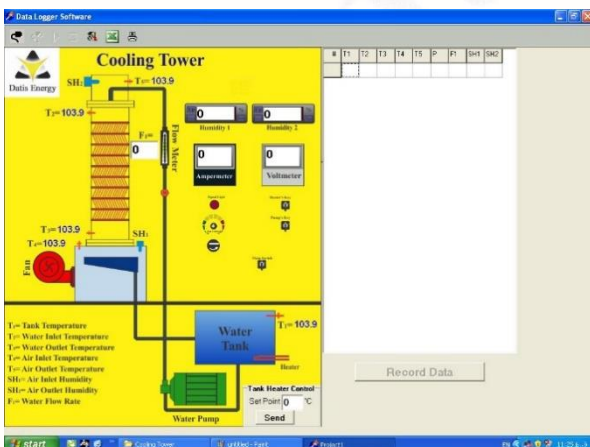 Data Logger Software
Cooling Tower
Datis Energy
SH₂
T₅= 103.9
T₂= 103.9
F₁=
0
Flow Meter
0
0
Humidity 1
Humidity 2
0
0
Ampermeter
Voltmeter
103.9
T₄= 103.9
SH₁
Fan
T₁= 103.9
Water
Tank
Heater
T₁= Tank Temperature
T₂= Water Inlet Temperature
T₃= Water Outlet Temperature
T₄= Air Inlet Temperature
T₅= Air Outlet Temperature
SH₁= Air Inlet Humidity
SH₂= Air Outlet Humidity
F₁= Water Flow Rate
Water Pump
Tank Heater Control
Set Point 0 °C
Send
# T1 T2 T3 T4 T5 P F1 SH1 SH2
Record Data
start
Cooling Tower
untitled - Paint
Project1
EN
11:25